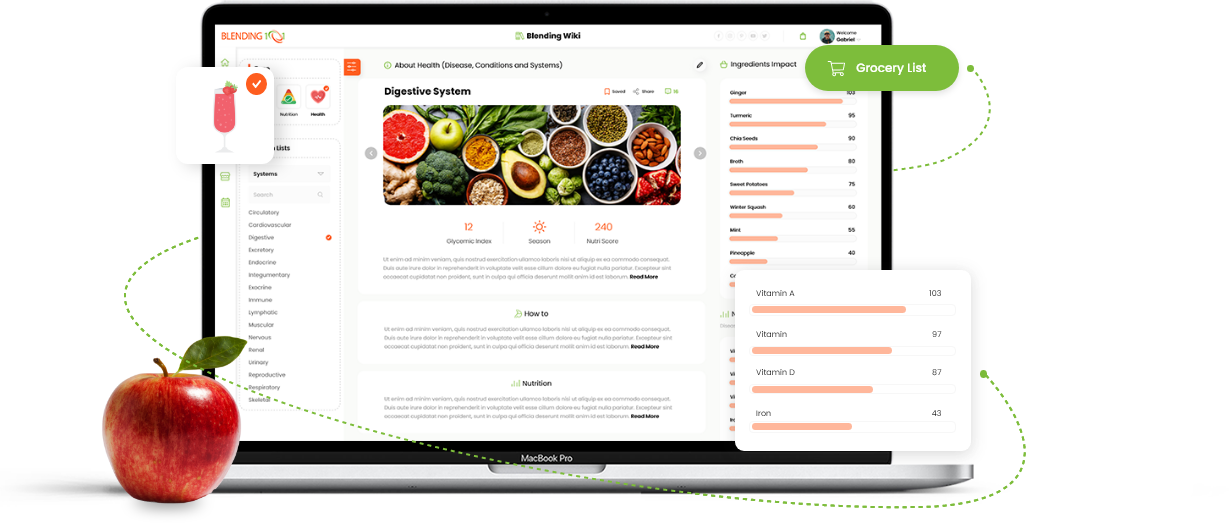 BLENDING 101
Blending Wiki
Welcome
Gabriel
Grocery List
About Health (Disease, Conditions and Systems)
Ingredients Impact
Digestive System
Saved
Share
16
Nutrition
Health
Lists
Systems
Search
Circulatory
Cardiovascular
Digestive
Excretory
Endocrine
Integumentary
Exocrine
Immune
Lymphatic
Muscular
Nervous
Renal
Urinary
Reproductive
Respiratory
Skeletal
12
Glycemic Index
Season
240
Nutri Score
Ut enim ad minim veniam, quis nostrud exercitation ullamco laboris nisi ut aliquip ex ea commodo consequat.
Duis aute irure dolor in reprehenderit in voluptate velit esse cillum dolore eu fugiat nulla pariatur. Excepteur sint
occaecat cupidatat non proident, sunt in culpa qui officia deserunt mollit anim id est laborum. Read More
How to
Ut enim ad minim veniam, quis nostrud exercitation ullamco laboris nisi ut aliquip ex ea commodo consequat.
Duis aute irure dolor in reprehenderit in voluptate velit esse cillum dolore eu fugiat nulla pariatur. Excepteur sint
occaecat cupidatat non proident, sunt in culpa qui officia deserunt mollit anim id est laborum. Read More
Nutrition
Ut enim ad minim veniam, quis nostrud exercitation ullamco laboris nisi ut aliquip ex ea commodo consequat.
Duis aute irure dolor in reprehenderit in voluptate velit esse cillum dolore eu fugiat nulla pariatur. Excepteur sint
occaecat cupidatat non proident, sunt in culpa qui officia deserunt mollit anim id est laborum. Read More
Ginger 103
Turmeric 95
Chia Seeds 90
Broth 80
Sweet Potatoes 75
Winter Squash 60
Mint 55
Pineapple 40
Vitamin A 103
Vitamin 97
Vitamin D 87
Iron 43
MacBook Pro